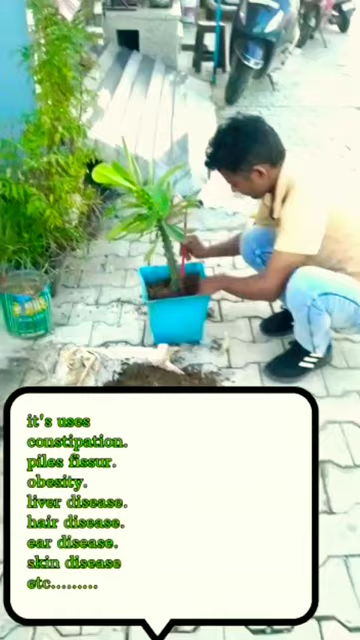 it's uses
constipation.
piles fissur.
obesity.
liver disease.
hair disease.
ear disease.
skin disease
etc.........